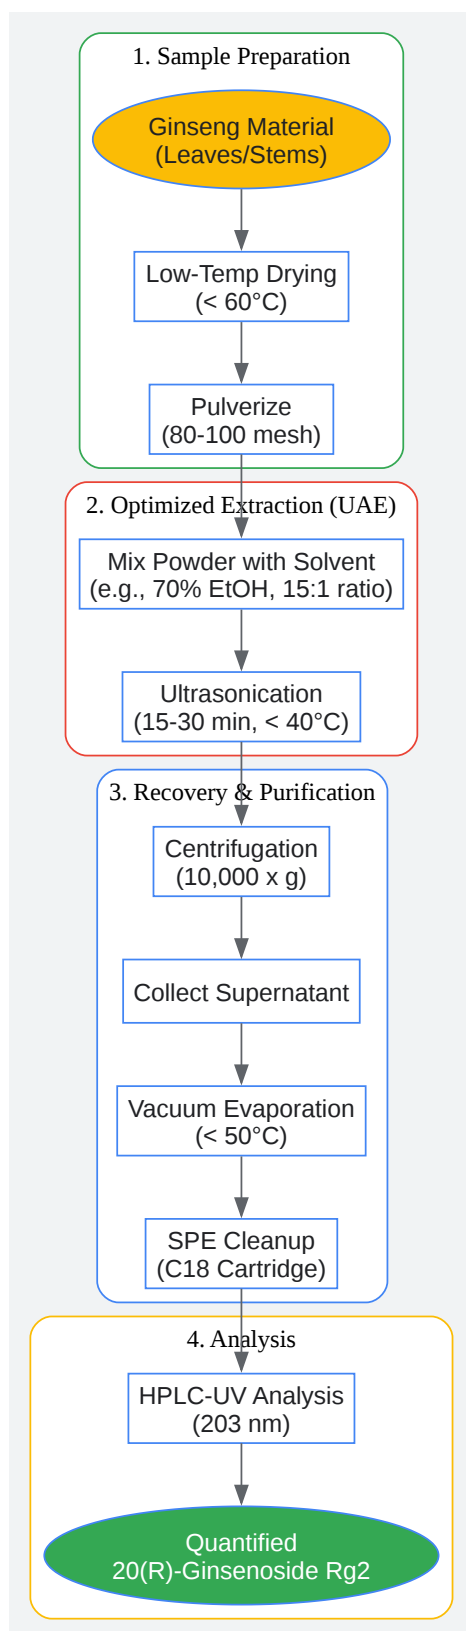 1. Sample Preparation
Ginseng Material
(Leaves/Stems)
Low-Temp Drying
(< 60°C)
Pulverize
(80-100 mesh)
2. Optimized Extraction (UAE)
Mix Powder with Solvent
(e.g., 70% EtOH, 15:1 ratio)
Ultrasonication
(15-30 min, < 40°C)
3. Recovery & Purification
Centrifugation
(10,000 x g)
Collect Supernatant
Vacuum Evaporation
(< 50°C)
SPE Cleanup
(C18 Cartridge)
4. Analysis
HPLC-UV Analysis
(203 nm)
Quantified
20(R)-Ginsenoside Rg2